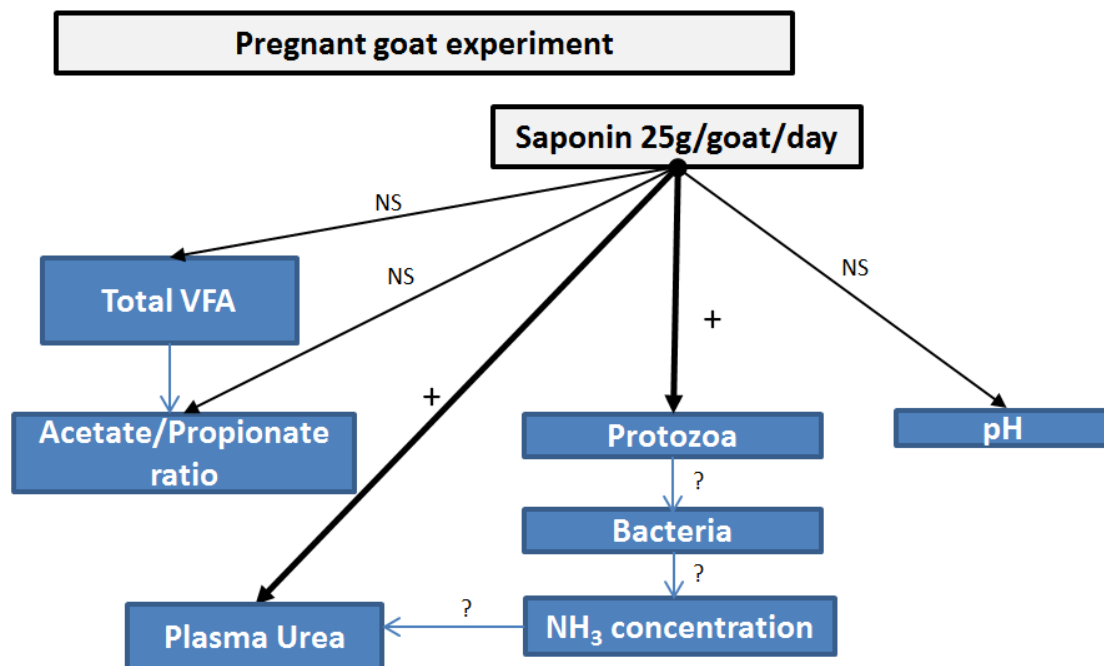 Pregnant goat experiment
Saponin 25g/goat/day
NS
NS
NS
Total VFA
+
+
Acetate/Propionate
ratio
Protozoa
pH
?
Bacteria
?
?
Plasma Urea
NH₃ concentration